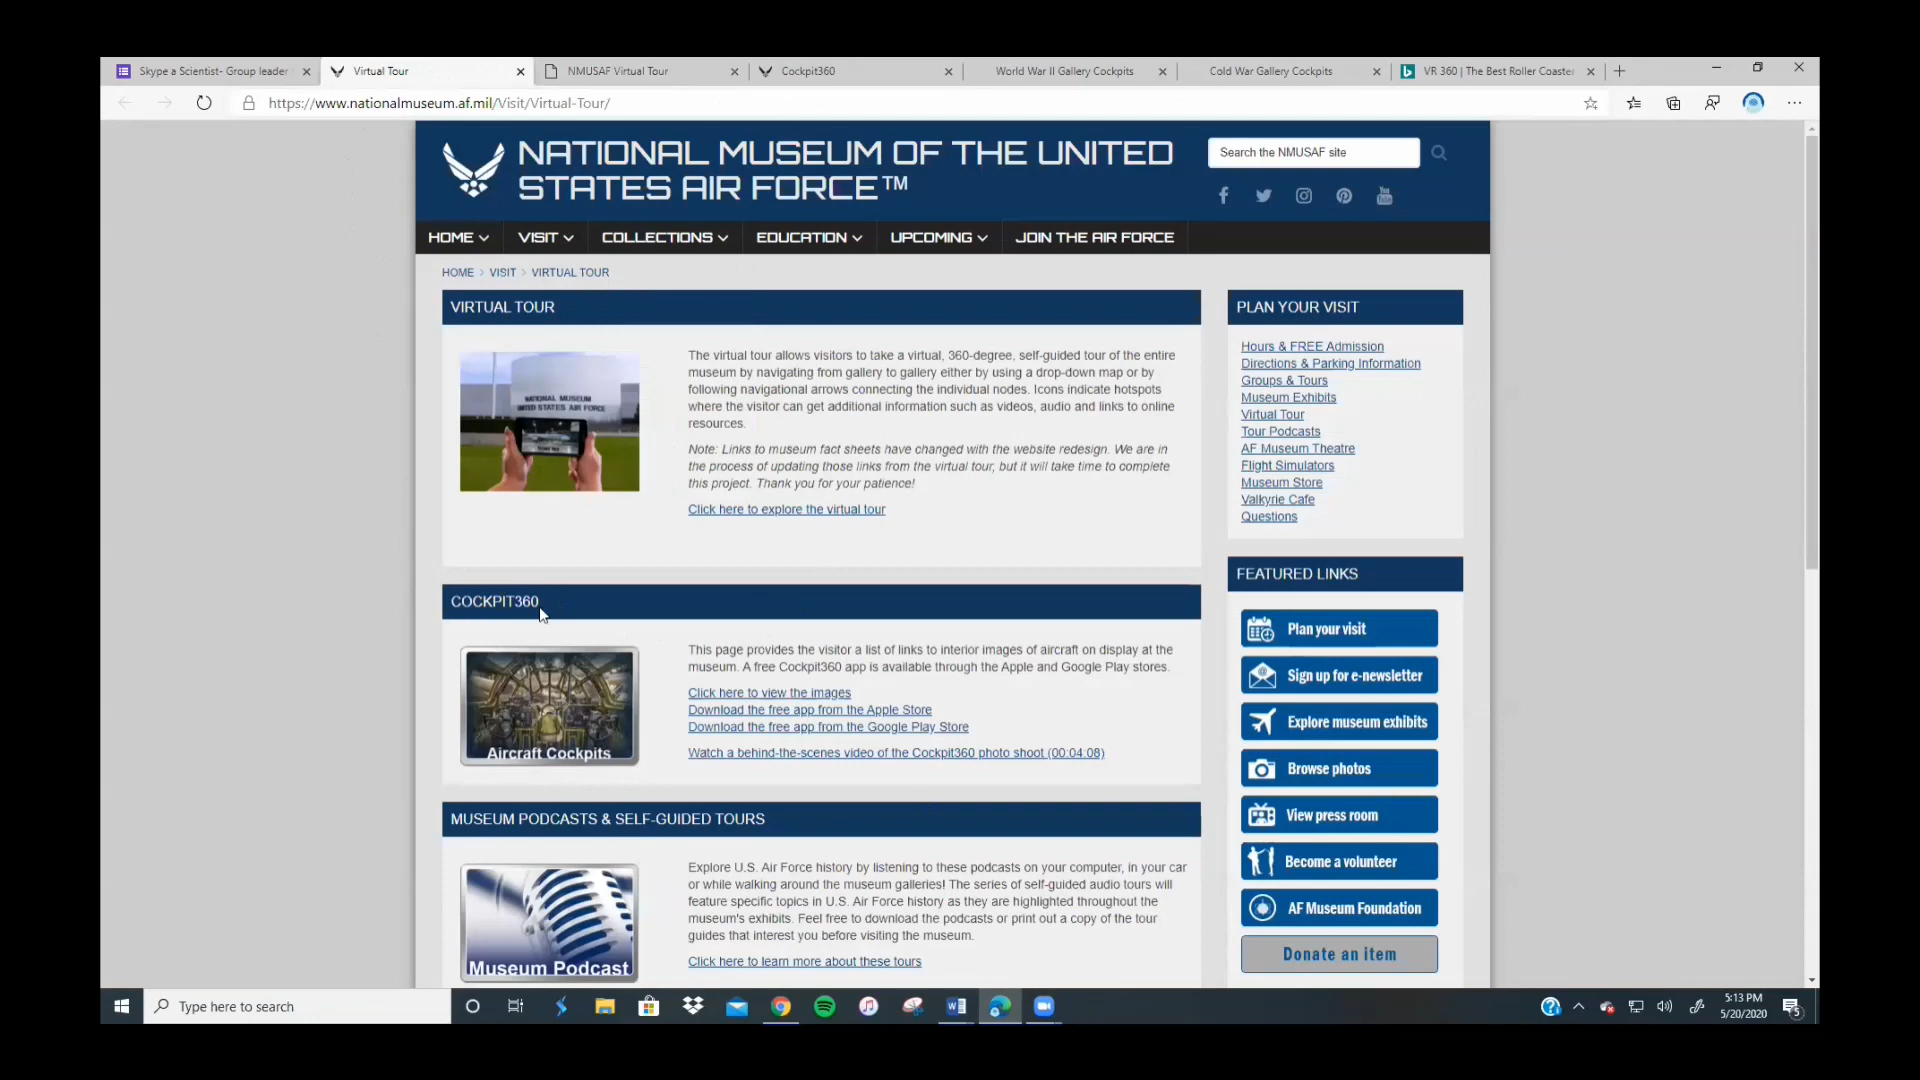 Skype a Scientist- Group leader
Virtual Tour
NMUSAF Virtual Tour
Cockpit360
World War II Gallery Cockpits
Cold War Gallery Cockpits
VR 360 | The Best Roller Coaster
https://www.nationalmuseum.af.mil/Visit/Virtual-Tour/
NATIONAL MUSEUM OF THE UNITED
STATES AIR FORCE™
Search the NMUSAF site
HOME
VISIT
COLLECTIONS
EDUCATION
UPCOMING
JOIN THE AIR FORCE
HOME > VISIT > VIRTUAL TOUR
VIRTUAL TOUR
NATIONAL MUSEUM
UNITED STATES AIR FORCE
The virtual tour allows visitors to take a virtual, 360-degree, self-guided tour of the entire
museum by navigating from gallery to gallery either by using a drop-down map or by
following navigational arrows connecting the individual nodes. Icons indicate hotspots
where the visitor can get additional information such as videos, audio and links to online
resources.
Note: Links to museum fact sheets have changed with the website redesign. We are in
the process of updating those links from the virtual tour, but it will take time to complete
this project. Thank you for your patience!
Click here to explore the virtual tour
COCKPIT360
Aircraft Cockpits
This page provides the visitor a list of links to interior images of aircraft on display at the
museum. A free Cockpit360 app is available through the Apple and Google Play stores.
Click here to view the images
Download the free app from the Apple Store
Download the free app from the Google Play Store
Watch a behind-the-scenes video of the Cockpit360 photo shoot (00:04:08)
MUSEUM PODCASTS & SELF-GUIDED TOURS
Museum Podcast
Explore U.S. Air Force history by listening to these podcasts on your computer, in your car
or while walking around the museum galleries! The series of self-guided audio tours will
feature specific topics in U.S. Air Force history as they are highlighted throughout the
museum's exhibits. Feel free to download the podcasts or print out a copy of the tour
guides that interest you before visiting the museum.
Click here to learn more about these tours
PLAN YOUR VISIT
Hours & FREE Admission
Directions & Parking Information
Groups & Tours
Museum Exhibits
Virtual Tour
Tour Podcasts
AF Museum Theatre
Flight Simulators
Museum Store
Valkyrie Cafe
Questions
FEATURED LINKS
Plan your visit
Sign up for e-newsletter
Explore museum exhibits
Browse photos
View press room
Become a volunteer
AF Museum Foundation
Donate an item
Type here to search
5:13 PM
5/20/2020
5